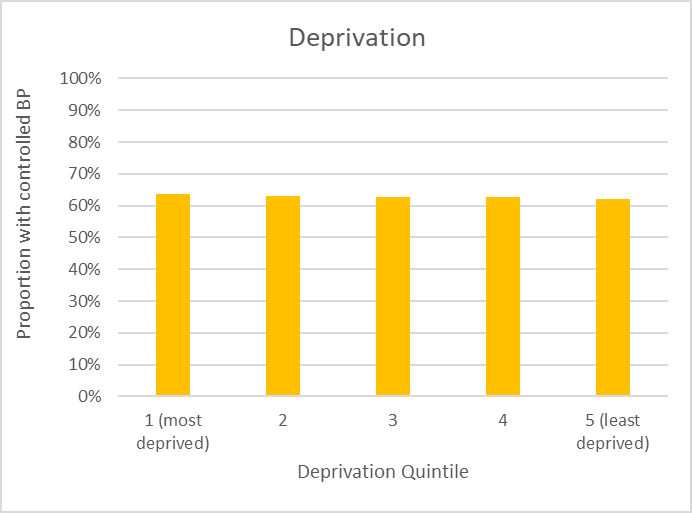 Deprivation
Proportion with controlled BP
100%
90%
80%
70%
60%
50%
40%
30%
20%
10%
0%
1 (most
deprived)
2
3
4
5 (least
deprived)
Deprivation Quintile